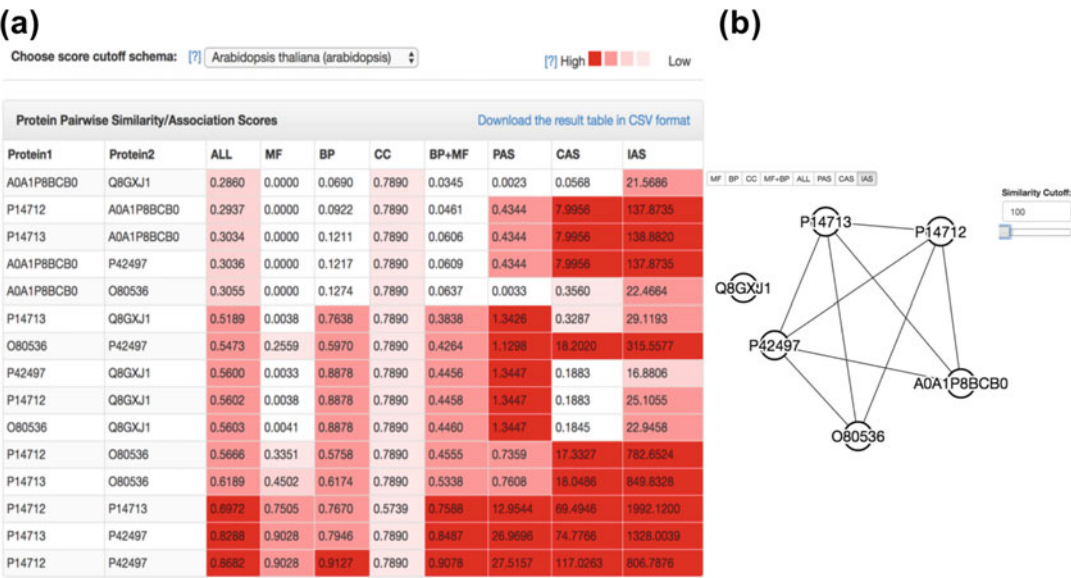 (a)
Choose score cutoff schema: [?] Arabidopsis thaliana (arabidopsis)
[?] High Low
Protein Pairwise Similarity/Association Scores Download the result table in CSV format
Protein1 Protein2 ALL MF BP CC BP+MF PAS CAS IAS
A0A1P8BCB0 Q8GXJ1 0.2860 0.0000 0.0690 0.7890 0.0345 0.0023 0.0568 21.5686
P14712 A0A1P8BCB0 0.2937 0.0000 0.0922 0.7890 0.0461 0.4344 7.9956 137.8735
P14713 A0A1P8BCB0 0.3034 0.0000 0.1211 0.7890 0.0606 0.4344 7.9956 138.8820
A0A1P8BCB0 P42497 0.3036 0.0000 0.1217 0.7890 0.0609 0.4344 7.9956 137.8735
A0A1P8BCB0 O80536 0.3055 0.0000 0.1274 0.7890 0.0637 0.0033 0.3560 22.4664
P14713 Q8GXJ1 0.5189 0.0038 0.7638 0.7890 0.3838 1.3426 0.3287 29.1193
O80536 P42497 0.5473 0.2559 0.5970 0.7890 0.4264 1.1298 18.2020 315.5577
P42497 Q8GXJ1 0.5600 0.0033 0.8878 0.7890 0.4456 1.3447 0.1883 16.8806
P14712 Q8GXJ1 0.5602 0.0038 0.8878 0.7890 0.4458 1.3447 0.1883 25.1055
O80536 Q8GXJ1 0.5603 0.0041 0.8878 0.7890 0.4460 1.3447 0.1845 22.9458
P14712 O80536 0.5666 0.3351 0.5758 0.7890 0.4555 0.7359 17.3327 782.6524
P14713 O80536 0.6189 0.4502 0.6174 0.7890 0.5338 0.7608 18.0486 849.8328
P14712 P14713 0.6972 0.7505 0.7670 0.5739 0.7588 12.9544 69.4946 1992.1200
P14713 P42497 0.8288 0.9028 0.7946 0.7890 0.8487 26.9696 74.7766 1328.0039
P14712 P42497 0.8682 0.9028 0.9127 0.7890 0.9078 27.5157 117.0263 806.7876
(b)
MF BP CC MF+BP ALL PAS CAS IAS
Similarity Cutoff:
100
P14713
P14712
Q8GXJ1
P42497
A0A1P8BCB0
O80536